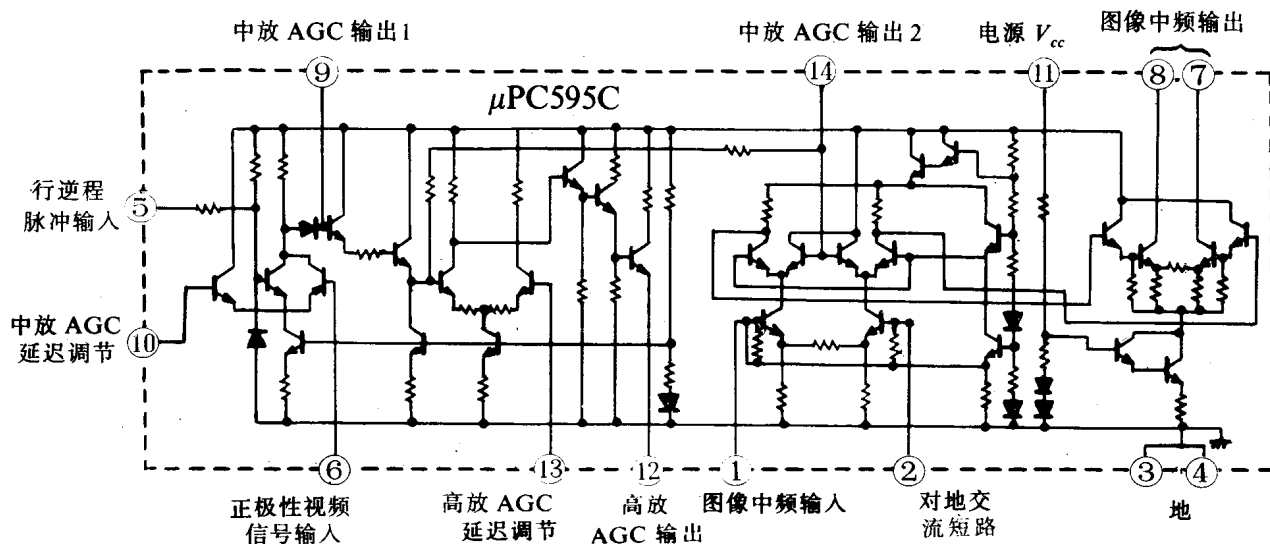 中放 AGC 输出1
中放 AGC 输出2
电源 Vcc
图像中频输出
⑨
⑭
⑪
⑧
⑦
μPC595C
行逆程
脉冲输入
⑤
中放 AGC
延迟调节
⑩
⑥
⑬
⑫
①
②
③
④
正极性视频
信号输入
高放 AGC
延迟调节
高放
AGC 输出
图像中频输入
对地交
流短路
地